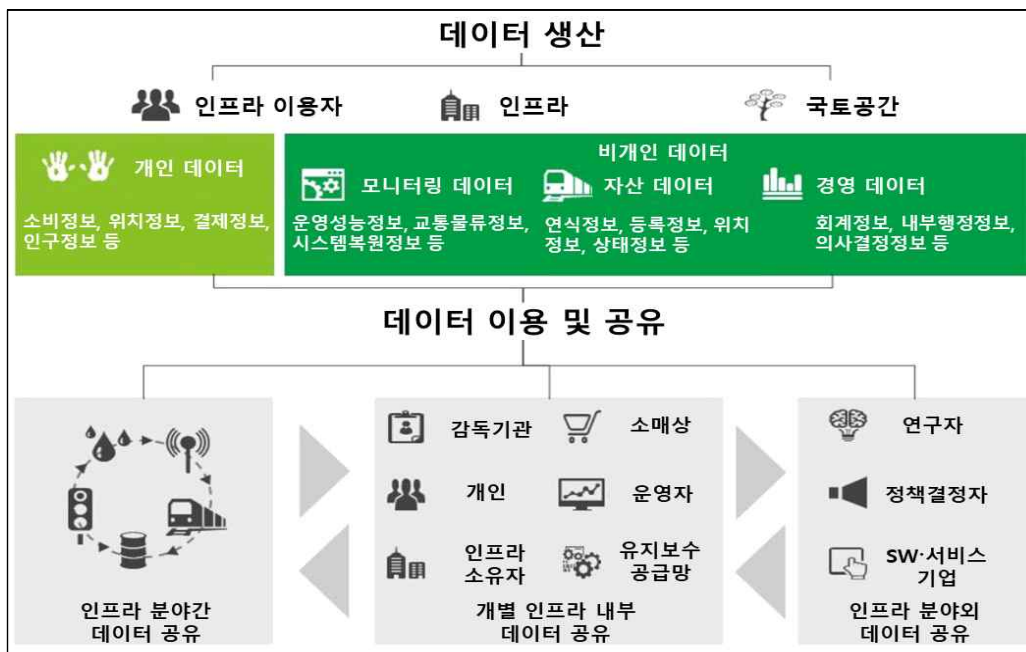 데이터 생산
인프라 이용자
인프라
국토공간
개인 데이터
소비정보, 위치정보, 결제정보,
인구정보 등
비개인 데이터
모니터링 데이터
운영성능정보, 교통물류정보,
시스템복원정보 등
자산 데이터
연식정보, 등록정보, 위치
정보, 상태정보 등
경영 데이터
회계정보, 내부행정정보,
의사결정정보 등
데이터 이용 및 공유
인프라 분야간
데이터 공유
감독기관
소매상
개인
운영자
인프라
소유자
유지보수
공급망
개별 인프라 내부
데이터 공유
연구자
정책결정자
SW·서비스
기업
인프라 분야외
데이터 공유